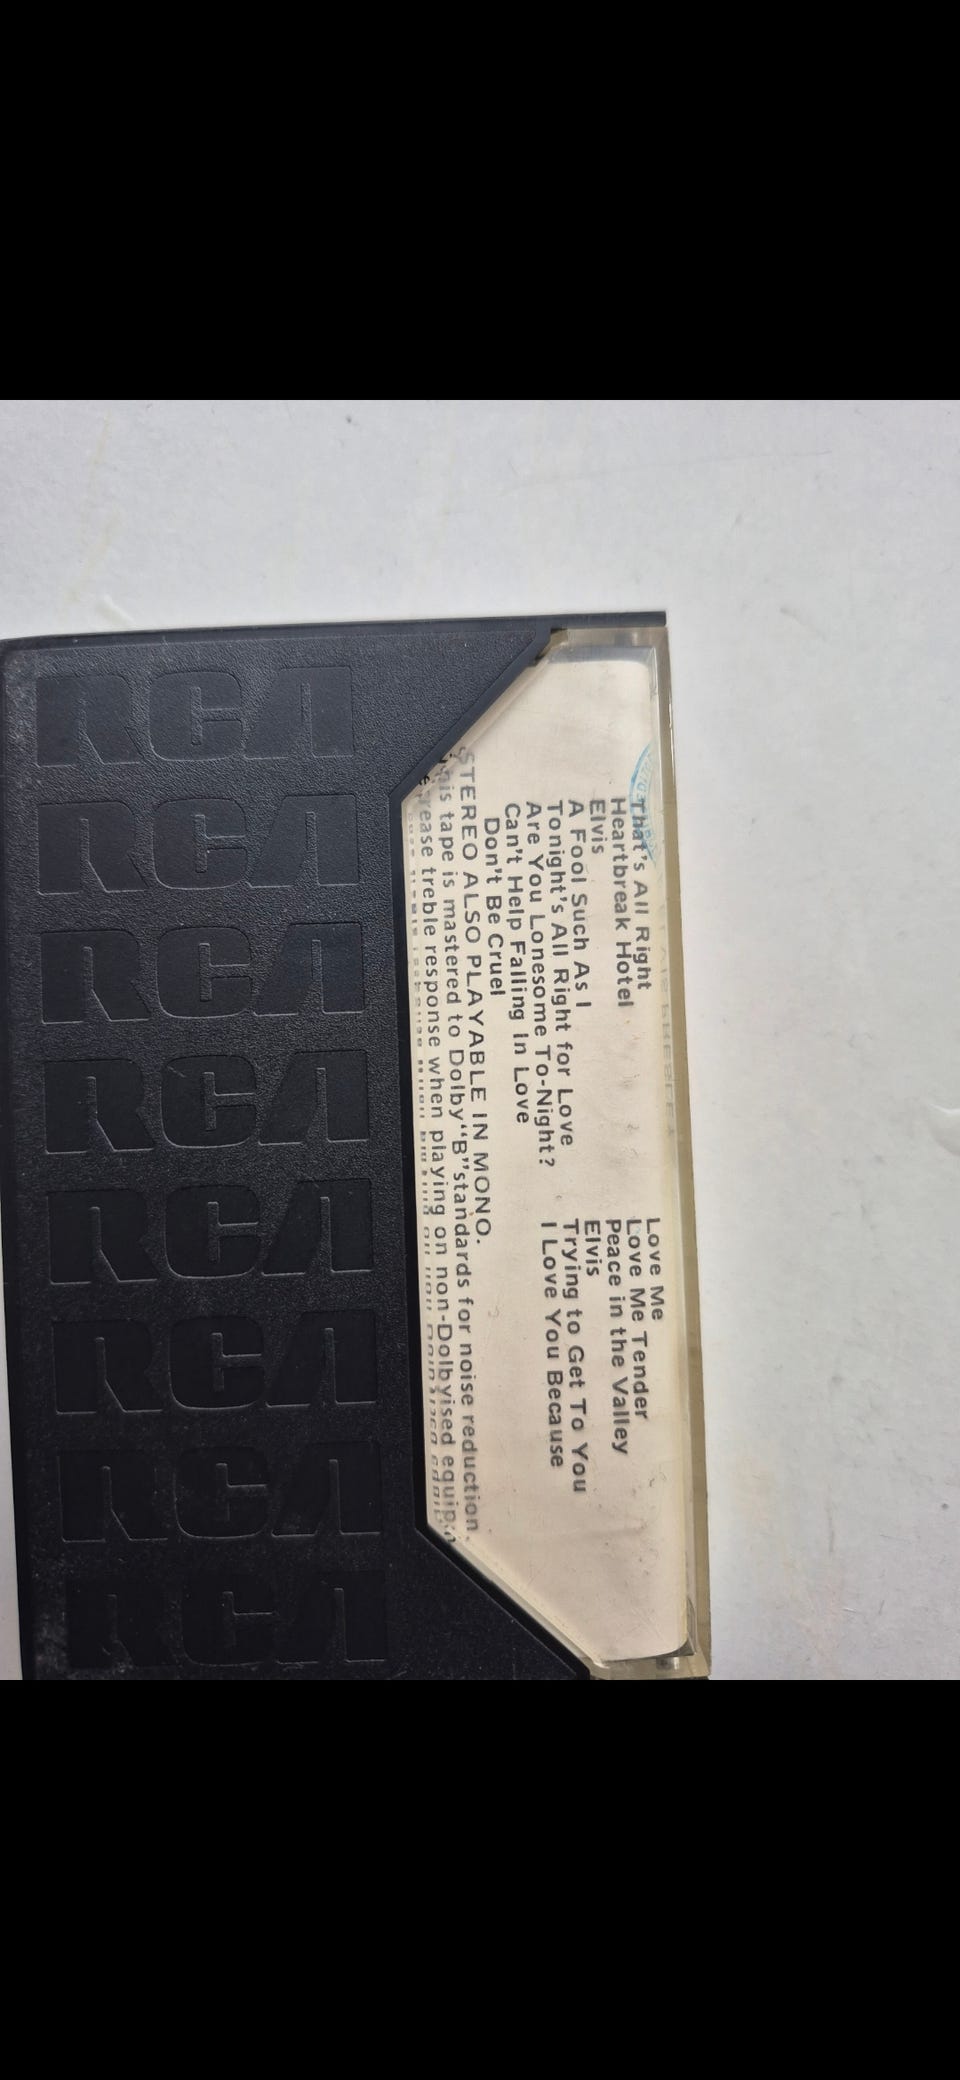 That's All Right
Heartbreak Hotel
Elvis
A Fool Such As I
Tonight's All Right for Love
Are You Lonesome To-Night?
Can't Help Falling In Love
Don't Be Cruel
Love Me
Love Me Tender
Peace in the Valley
Elvis
Trying to Get To You
I Love You Because
STEREO ALSO PLAYABLE IN MONO.
This tape is mastered to Dolby “B” standards for noise reduction.
treble response when playing on non-Dolbyised
RCA
RCA
RCA
RCA
RCA
RCA
RCA
RCA